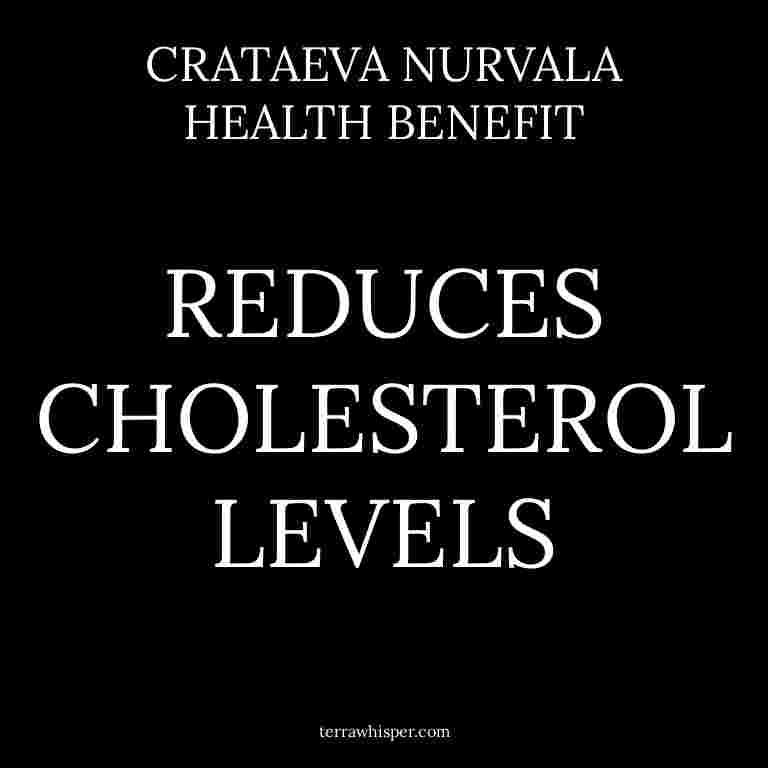 CRATAEVA NURVALA
HEALTH BENEFIT
REDUCES
CHOLESTEROL
LEVELS
terrawhisper.com